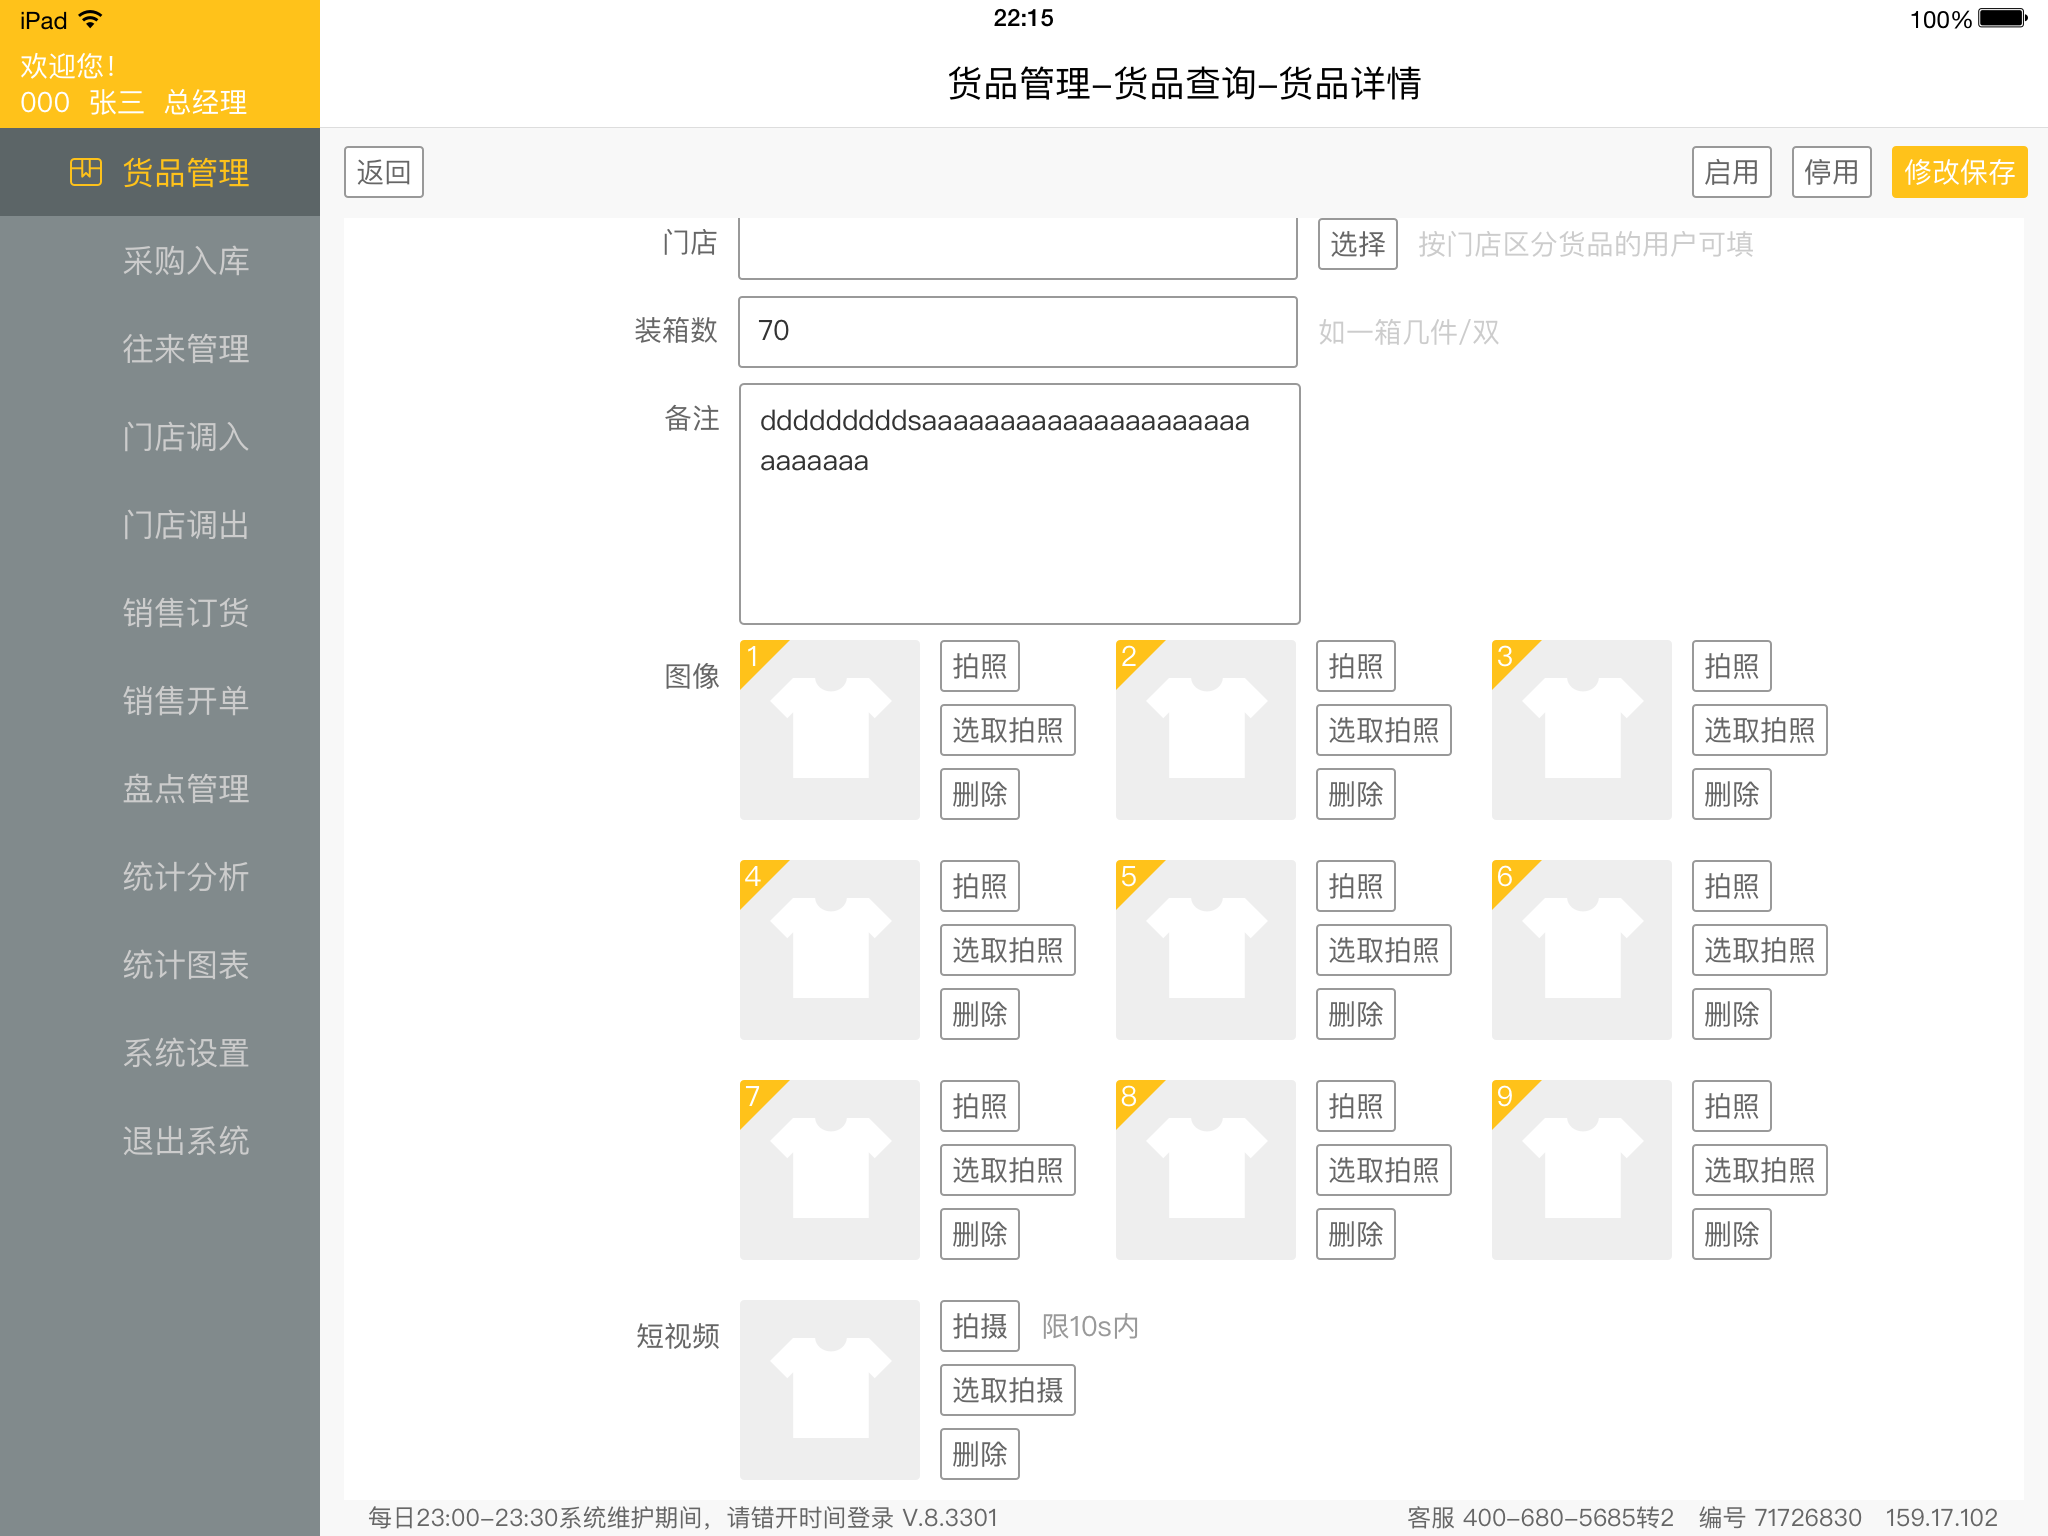 iPad
22:15
100%
欢迎您！
000 张三 总经理
货品管理-货品查询-货品详情
货品管理
采购入库
往来管理
门店调入
门店调出
销售订货
销售开单
盘点管理
统计分析
统计图表
系统设置
退出系统
返回
启用 停用 修改保存
门店 选择 按门店区分货品的用户可填
装箱数 70 如一箱几件/双
备注 ddddddddddsaaaaaaaaaaaaaaaaaaaaa
aaaaaaa
图像
1 拍照 2 拍照 3 拍照
选取拍照 选取拍照 选取拍照
删除 删除 删除
4 拍照 5 拍照 6 拍照
选取拍照 选取拍照 选取拍照
删除 删除 删除
7 拍照 8 拍照 9 拍照
选取拍照 选取拍照 选取拍照
删除 删除 删除
短视频 拍摄 限10s内
选取拍摄
删除
每日23:00-23:30系统维护期间，请错开时间登录 V.8.3301
客服 400-680-5685转2 编号 71726830 159.17.102